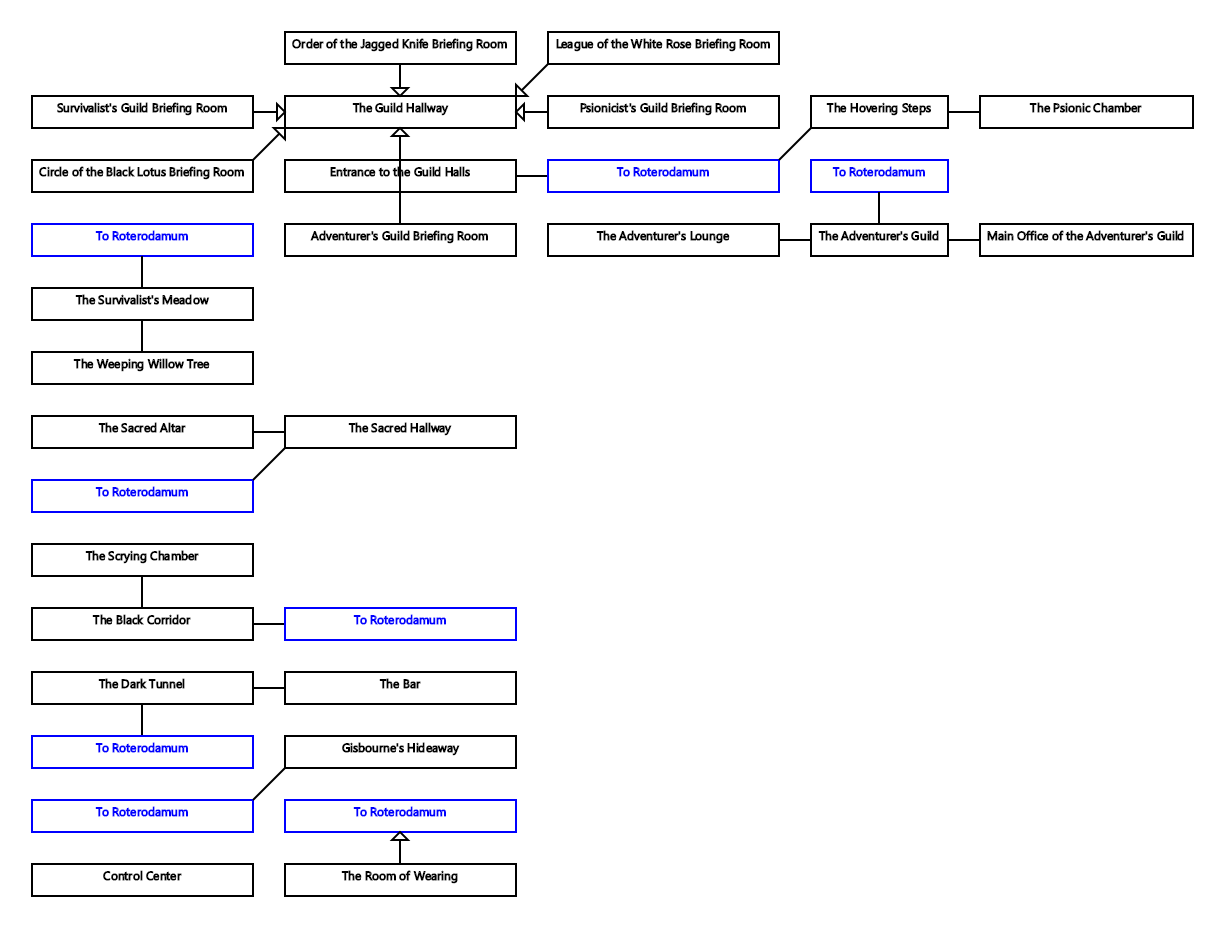 Order of the Jagged Knife Briefing Room
League of the White Rose Briefing Room
Survivalist's Guild Briefing Room
The Guild Hallway
Psionicist's Guild Briefing Room
The Hovering Steps
The Psionic Chamber
Circle of the Black Lotus Briefing Room
Entrance to the Guild Halls
To Roterodamum
To Roterodamum
To Roterodamum
Adventurer's Guild Briefing Room
The Adventurer's Lounge
The Adventurer's Guild
Main Office of the Adventurer's Guild
The Survivalist's Meadow
The Weeping Willow Tree
The Sacred Altar
The Sacred Hallway
To Roterodamum
The Scrying Chamber
The Black Corridor
To Roterodamum
The Dark Tunnel
The Bar
To Roterodamum
Gisbourne's Hideaway
To Roterodamum
To Roterodamum
Control Center
The Room of Wearing